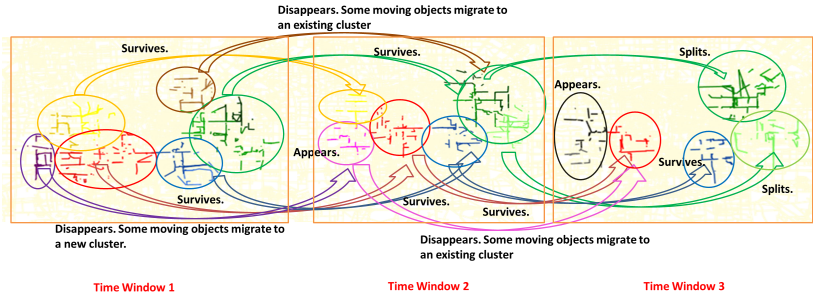 Disappears. Some moving objects migrate to
an existing cluster
Survives.
Survives.
Splits.
Appears.
Appears.
Survives.
Survives.
Survives.
Splits.
Disappears. Some moving objects migrate to
a new cluster.
Disappears. Some moving objects migrate to
an existing cluster
Time Window 1
Time Window 2
Time Window 3